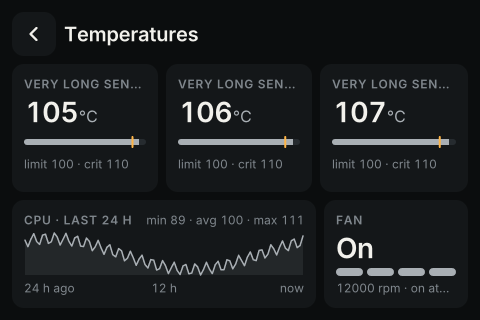 Temperatures
VERY LONG SEN...
105°C
limit 100 · crit 110
VERY LONG SEN...
106°C
limit 100 · crit 110
VERY LONG SEN...
107°C
limit 100 · crit 110
CPU · LAST 24 H min 89 · avg 100 · max 111
24 h ago 12 h now
FAN
On
12000 rpm · on at...